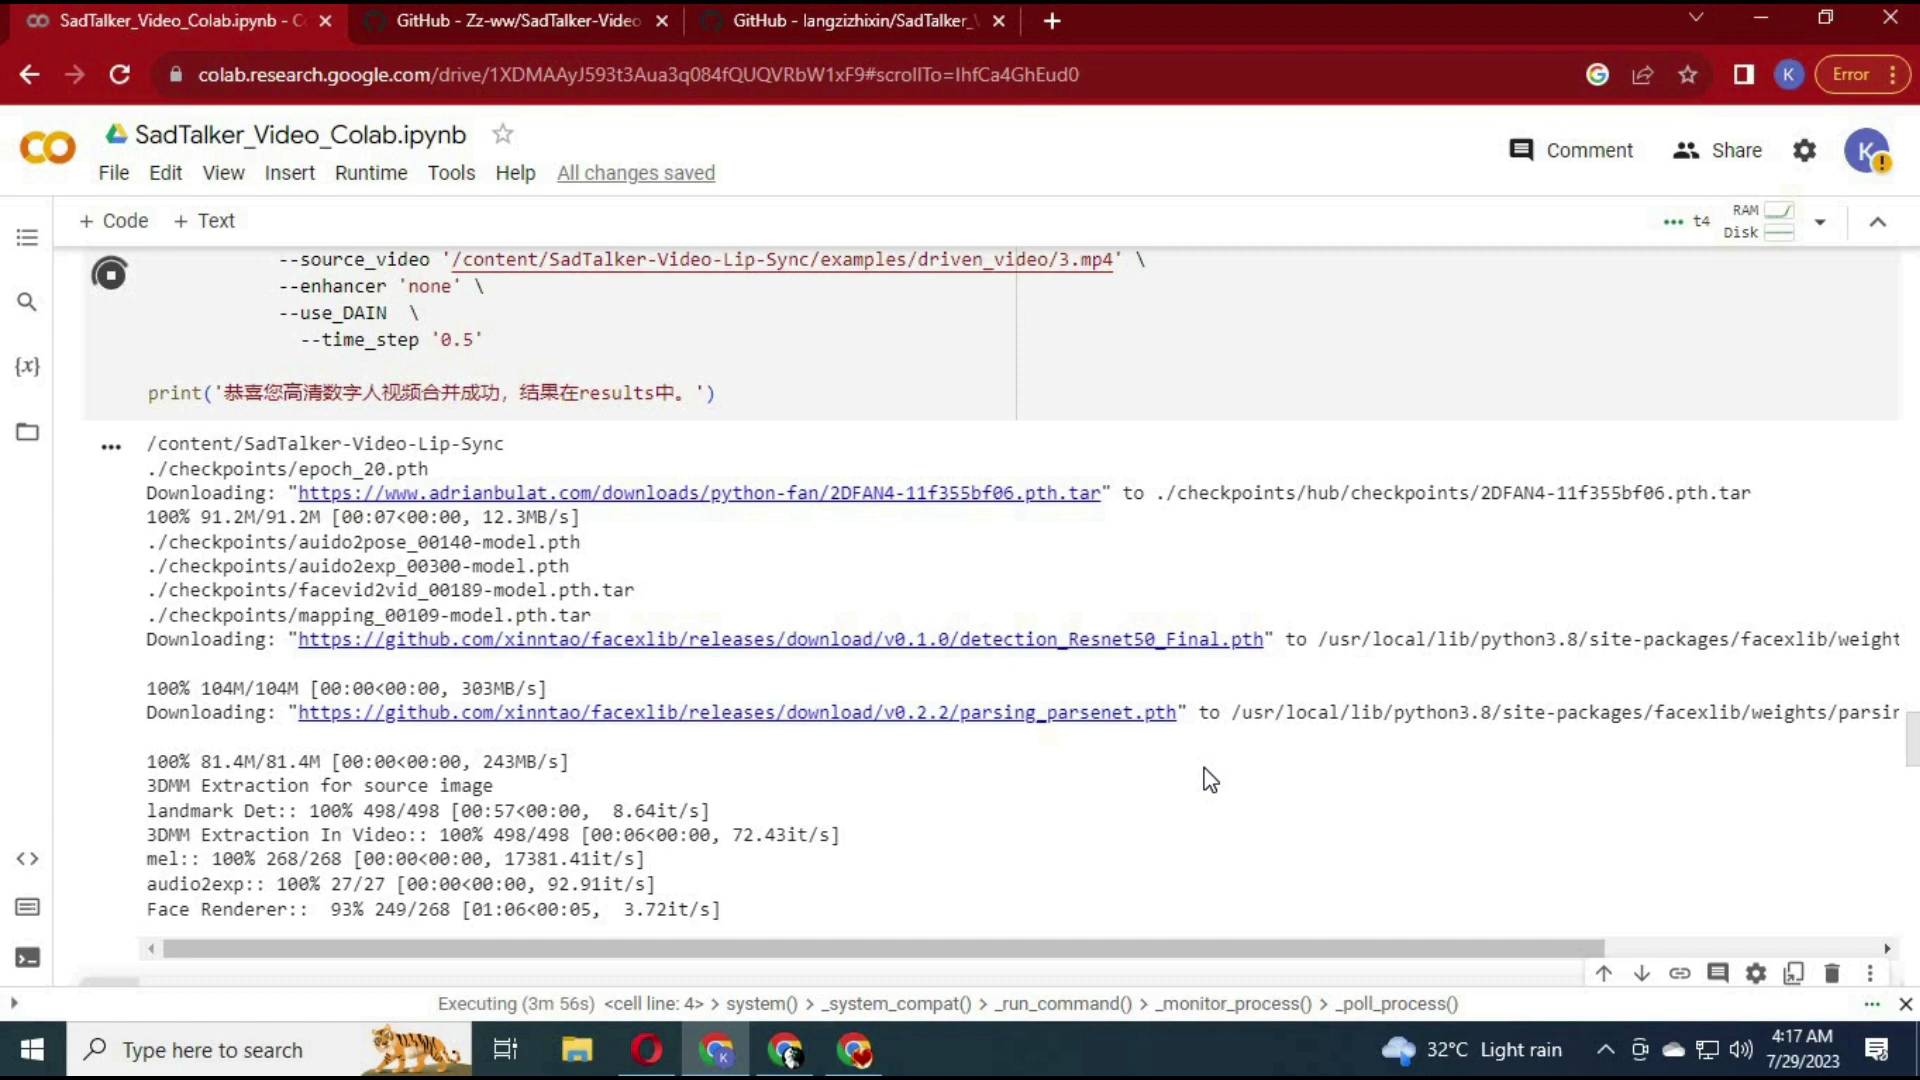 SadTalker_Video_Colab.ipynb - C
GitHub - Zz-ww/SadTalker-Video
GitHub - langzizhixin/SadTalker_
colab.research.google.com/drive/1XDMAAyJ593t3Aua3q084fQUQVRbW1xF9#scrollTo=IhfCa4GhEud0
K
Error
SadTalker_Video_Colab.ipynb
Comment
Share
K
File Edit View Insert Runtime Tools Help All changes saved
+ Code + Text
t4
RAM
Disk
--source_video '/content/SadTalker-Video-Lip-Sync/examples/driven_video/3.mp4' \
--enhancer 'none' \
--use_DAIN \
--time_step '0.5'
print('恭喜您高清数字人视频合并成功，结果在results中。')
/content/SadTalker-Video-Lip-Sync
./checkpoints/epoch_20.pth
Downloading: "https://www.adrianbulat.com/downloads/python-fan/2DFAN4-11f355bf06.pth.tar" to ./checkpoints/hub/checkpoints/2DFAN4-11f355bf06.pth.tar
100% 91.2M/91.2M [00:07<00:00, 12.3MB/s]
./checkpoints/auido2pose_00140-model.pth
./checkpoints/auido2exp_00300-model.pth
./checkpoints/facevid2vid_00189-model.pth.tar
./checkpoints/mapping_00109-model.pth.tar
Downloading: "https://github.com/xinntao/facexlib/releases/download/v0.1.0/detection_Resnet50_Final.pth" to /usr/local/lib/python3.8/site-packages/facexlib/weight
100% 104M/104M [00:00<00:00, 303MB/s]
Downloading: "https://github.com/xinntao/facexlib/releases/download/v0.2.2/parsing_parsenet.pth" to /usr/local/lib/python3.8/site-packages/facexlib/weights/parsin
100% 81.4M/81.4M [00:00<00:00, 243MB/s]
3DMM Extraction for source image
landmark Det:: 100% 498/498 [00:57<00:00, 8.64it/s]
3DMM Extraction In Video:: 100% 498/498 [00:06<00:00, 72.43it/s]
mel:: 100% 268/268 [00:00<00:00, 17381.41it/s]
audio2exp:: 100% 27/27 [00:00<00:00, 92.91it/s]
Face Renderer:: 93% 249/268 [01:06<00:05, 3.72it/s]
Executing (3m 56s) <cell line: 4> > system() > _system_compat() > _run_command() > _monitor_process() > _poll_process()
Type here to search
32°C Light rain
4:17 AM
7/29/2023